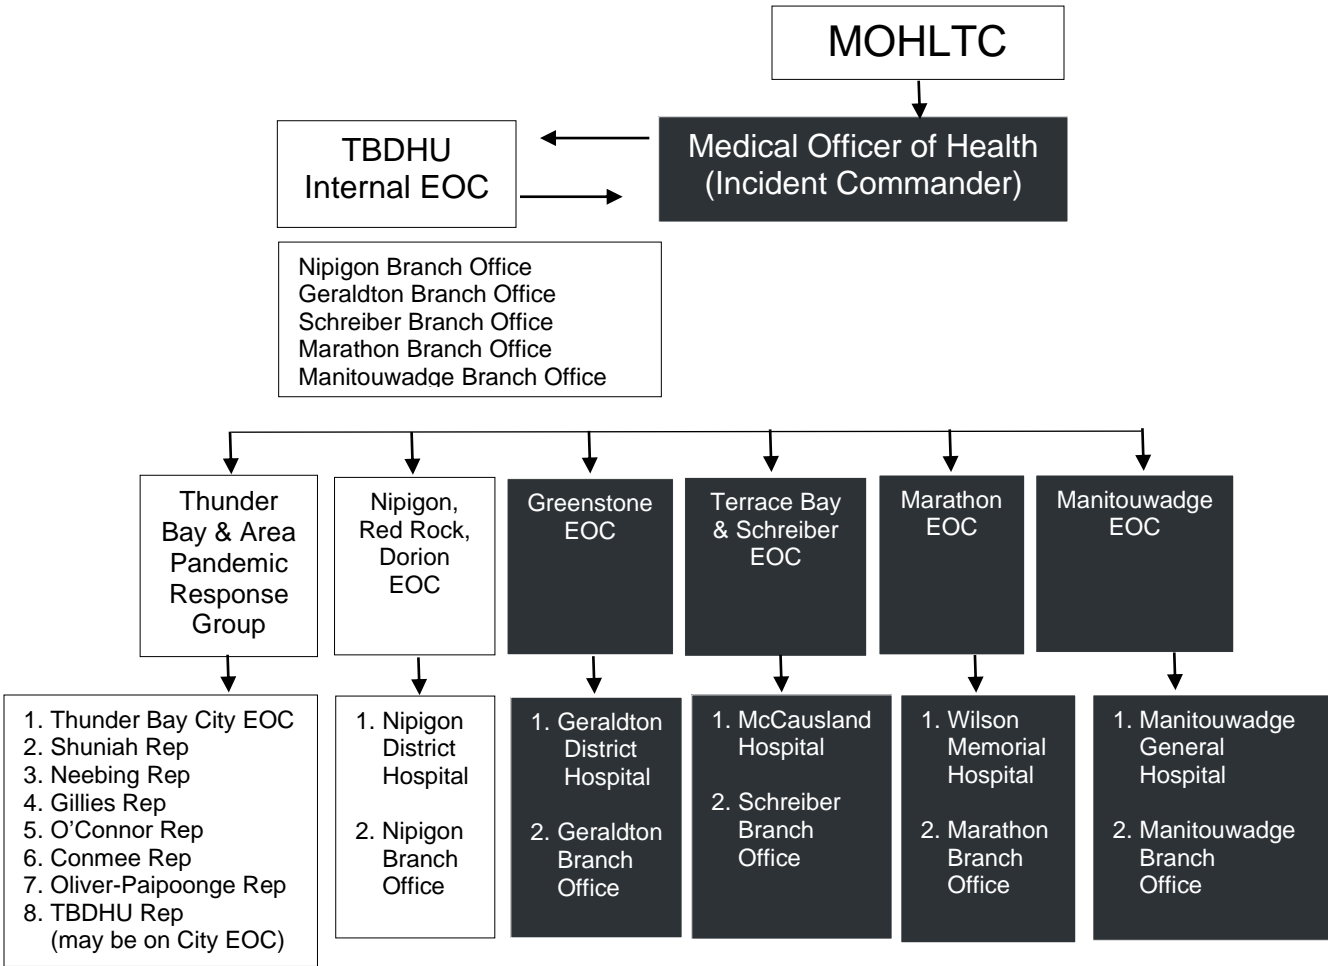 MOHLTC
TBDHU
Internal EOC
Medical Officer of Health
(Incident Commander)
Nipigon Branch Office
Geraldton Branch Office
Schreiber Branch Office
Marathon Branch Office
Manitouwadge Branch Office
Thunder
Bay & Area
Pandemic
Response
Group
Nipigon,
Red Rock,
Dorion
EOC
Greenstone
EOC
Terrace Bay
& Schreiber
EOC
Marathon
EOC
Manitouwadge
EOC
1. Thunder Bay City EOC
2. Shuniah Rep
3. Neebing Rep
4. Gillies Rep
5. O’Connor Rep
6. Conmee Rep
7. Oliver-Paipoonge Rep
8. TBDHU Rep
(may be on City EOC)
1. Nipigon
District
Hospital
2. Nipigon
Branch
Office
1. Geraldton
District
Hospital
2. Geraldton
Branch
Office
1. McCausland
Hospital
2. Schreiber
Branch
Office
1. Wilson
Memorial
Hospital
2. Marathon
Branch
Office
1. Manitouwadge
General
Hospital
2. Manitouwadge
Branch
Office